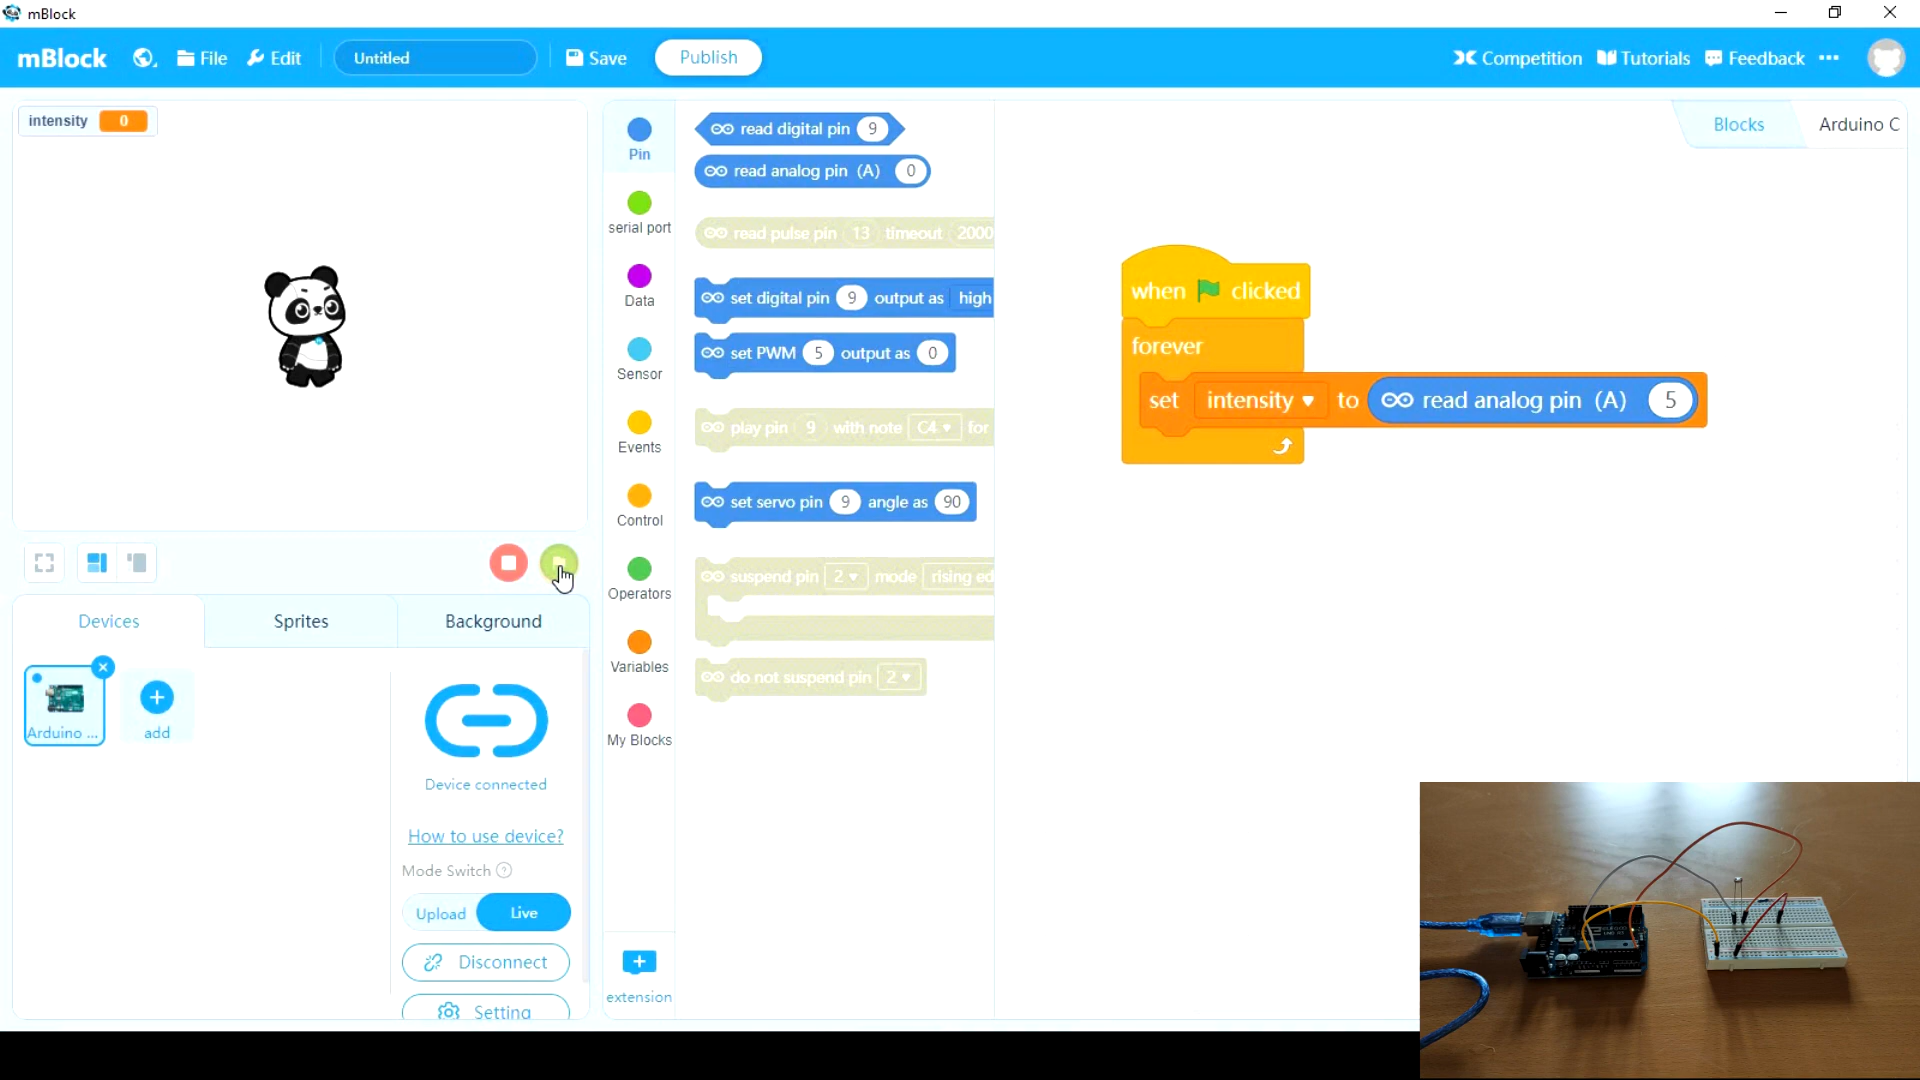 mBlock
mBlock File Edit Untitled Save Publish Competition Tutorials Feedback
intensity 0
Pin
serial port
Data
Sensor
Events
Control
Operators
Variables
My Blocks
extension
read digital pin 9
read analog pin (A) 0
read pulse pin 13 timeout 2000
set digital pin 9 output as high
set PWM 5 output as 0
play pin 9 with note C4 for
set servo pin 9 angle as 90
suspend pin 2 mode rising ed
do not suspend pin 2
Blocks Arduino C
when clicked
forever
set intensity to read analog pin (A) 5
Devices Sprites Background
Arduino ...
add
Device connected
How to use device?
Mode Switch ?
Upload Live
Disconnect
Setting